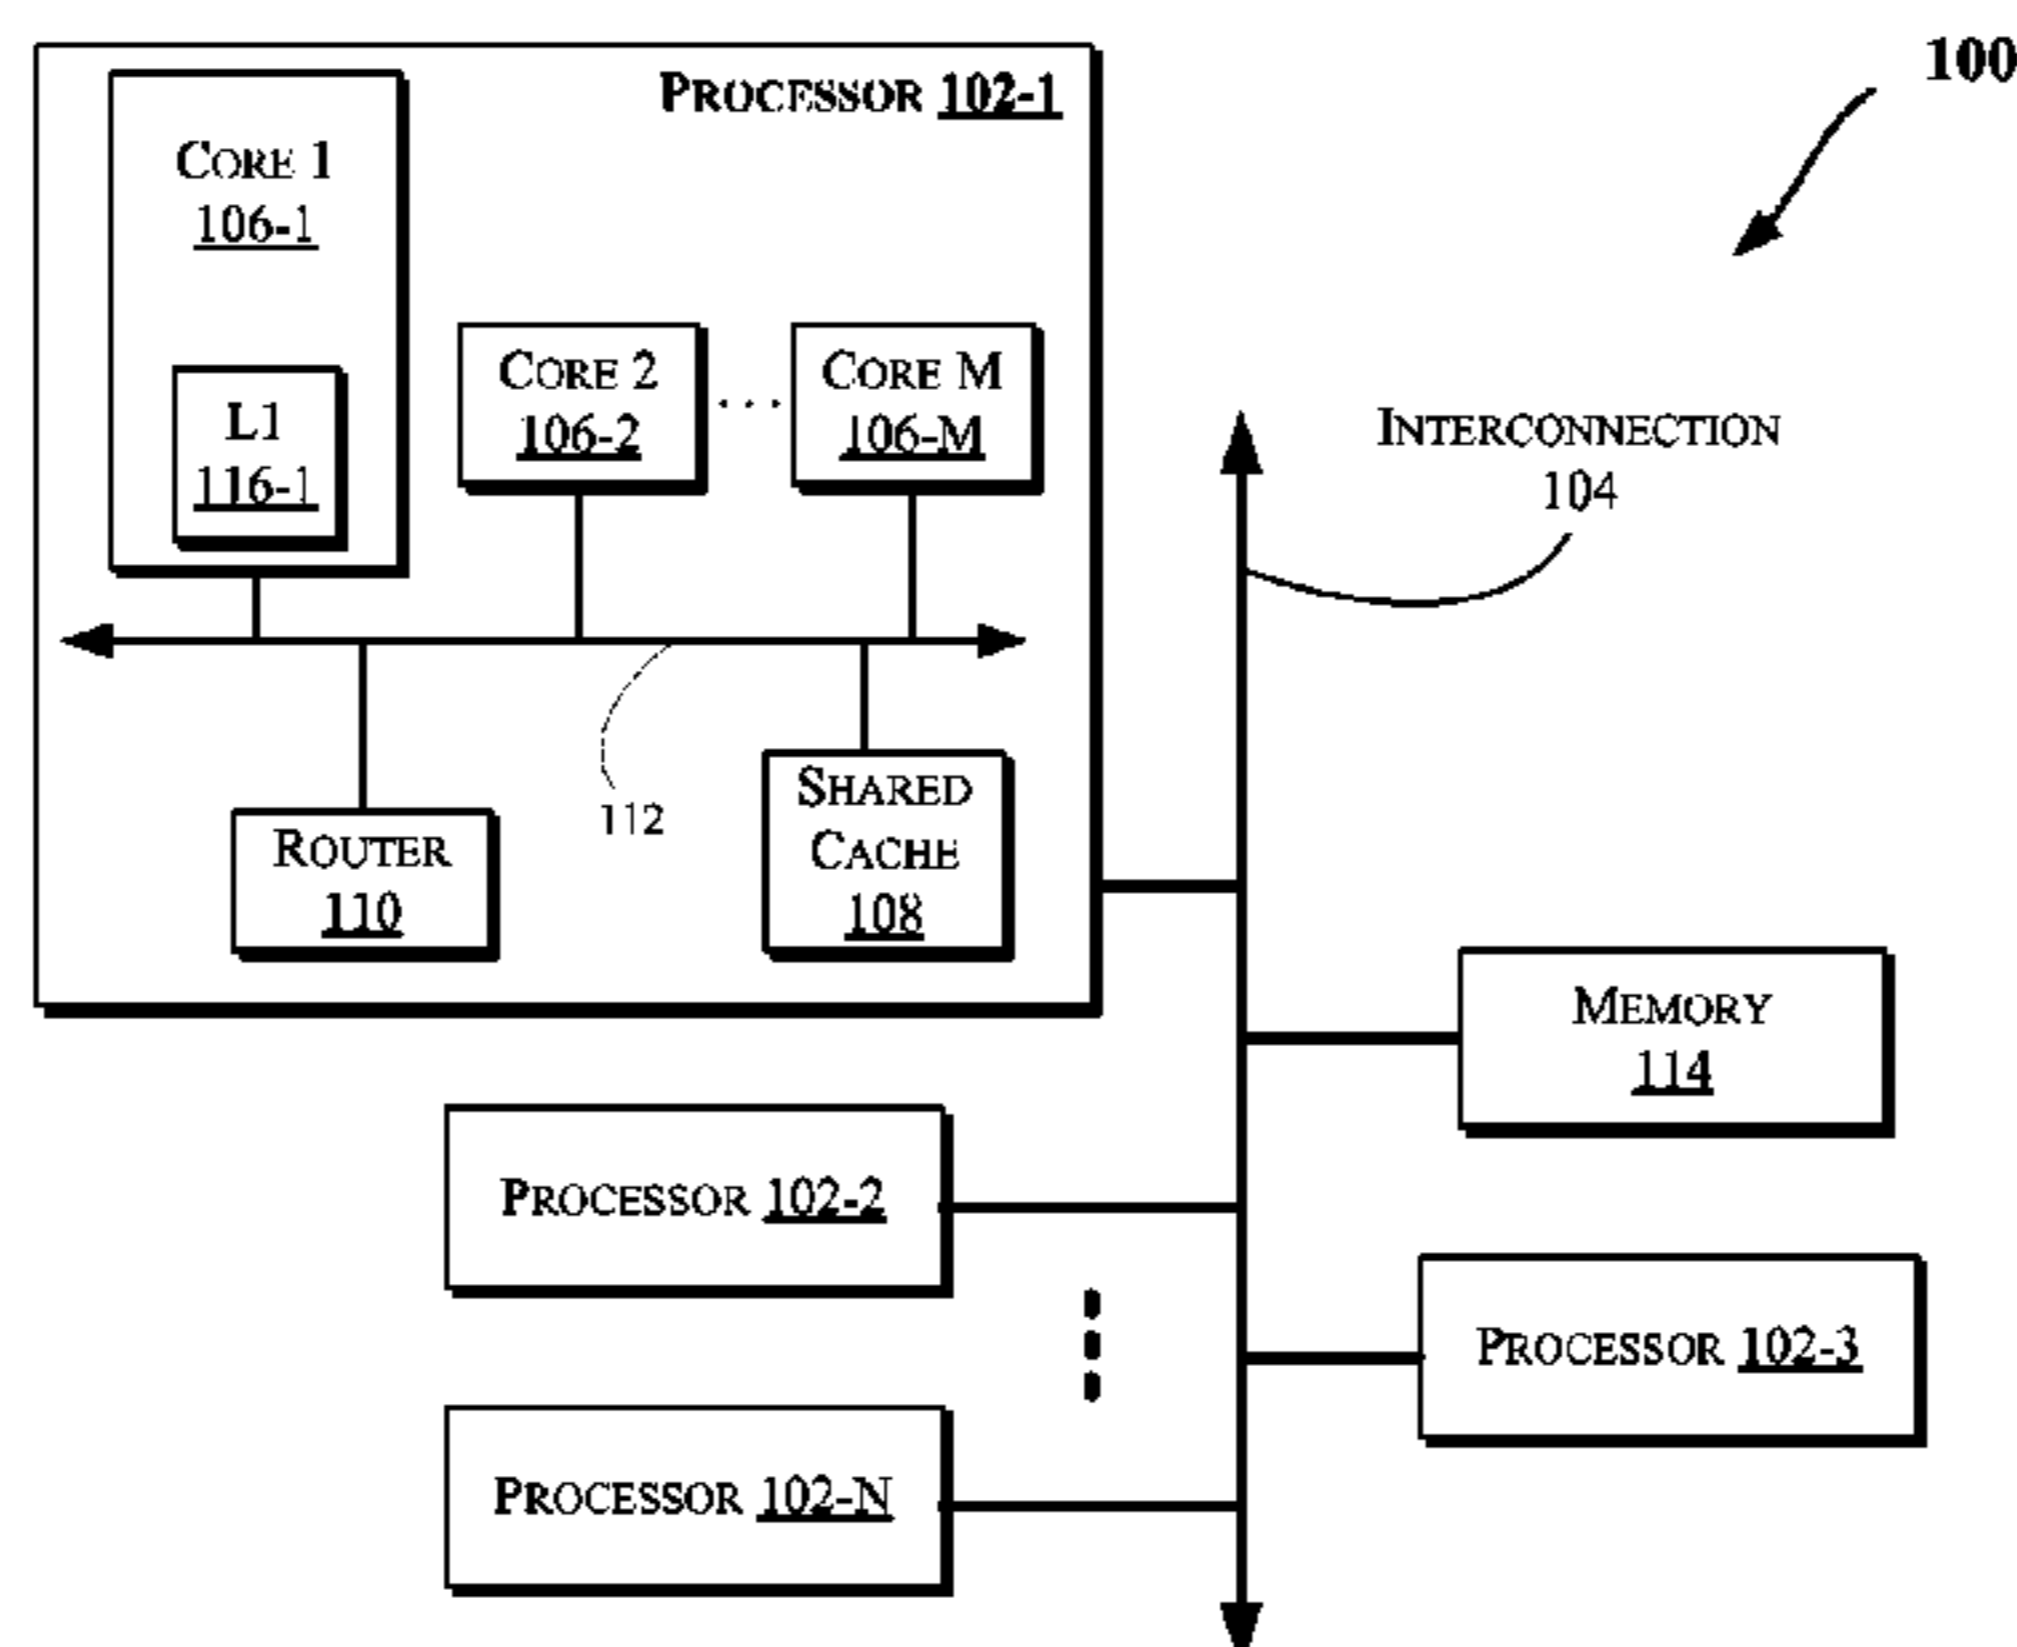 100
PROCESSOR 102-1
CORE 1
106-1
L1
116-1
CORE 2
106-2
...
CORE M
106-M
INTERCONNECTION
104
112
ROUTER
110
SHARED
CACHE
108
MEMORY
114
PROCESSOR 102-2
PROCESSOR 102-3
PROCESSOR 102-N